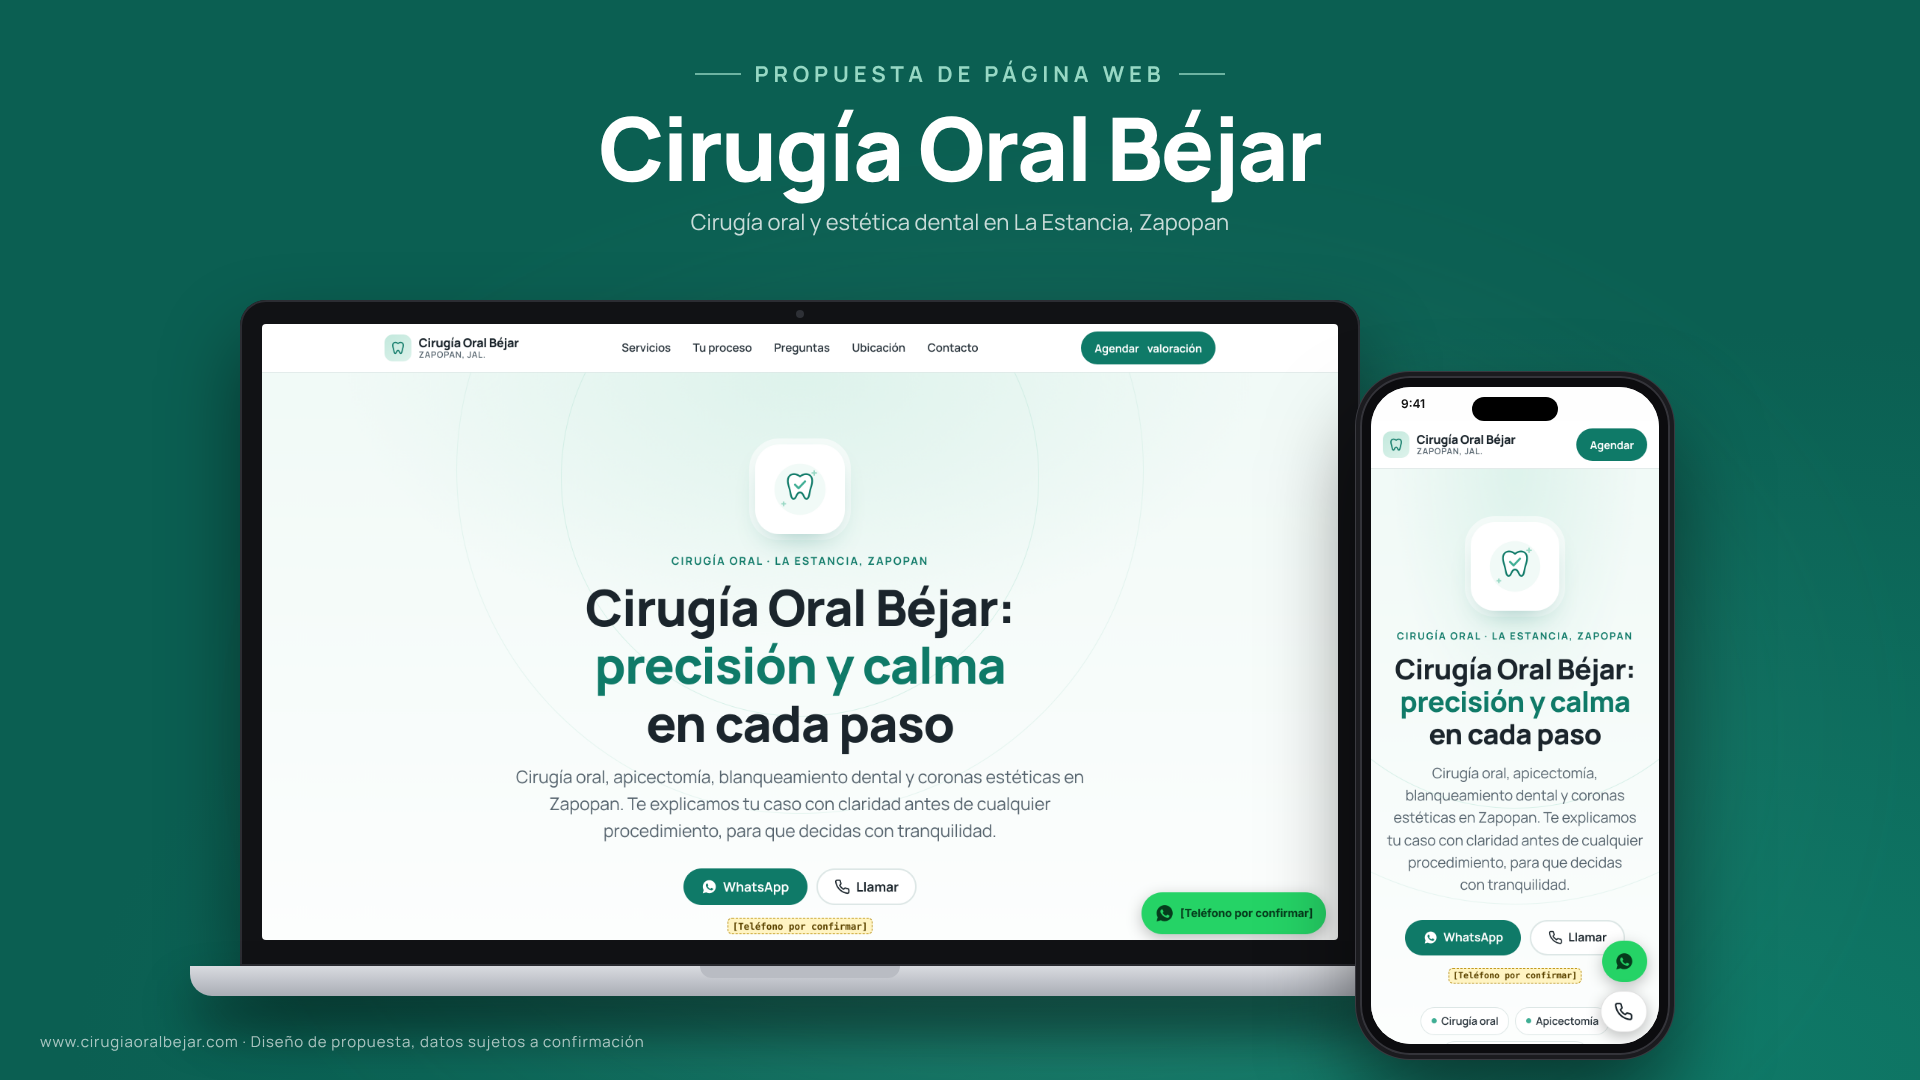 PROPUESTA DE PÁGINA WEB
Cirugía Oral Béjar
Cirugía oral y estética dental en La Estancia, Zapopan
Cirugía Oral Béjar
ZAPOPAN, JAL.
Servicios
Tu proceso
Preguntas
Ubicación
Contacto
Agendar valoración
CIRUGÍA ORAL · LA ESTANCIA, ZAPOPAN
Cirugía Oral Béjar:
precisión y calma
en cada paso
Cirugía oral, apicectomía, blanqueamiento dental y coronas estéticas en
Zapopan. Te explicamos tu caso con claridad antes de cualquier
procedimiento, para que decidas con tranquilidad.
WhatsApp
Llamar
[Teléfono por confirmar]
[Teléfono por confirmar]
9:41
Cirugía Oral Béjar
ZAPOPAN, JAL.
Agendar
CIRUGÍA ORAL · LA ESTANCIA, ZAPOPAN
Cirugía Oral Béjar:
precisión y calma
en cada paso
Cirugía oral, apicectomía,
blanqueamiento dental y coronas
estéticas en Zapopan. Te explicamos
tu caso con claridad antes de cualquier
procedimiento, para que decidas
con tranquilidad.
WhatsApp
Llamar
[Teléfono por confirmar]
Cirugía oral
Apicectomía
www.cirugiaoralbejar.com · Diseño de propuesta, datos sujetos a confirmación